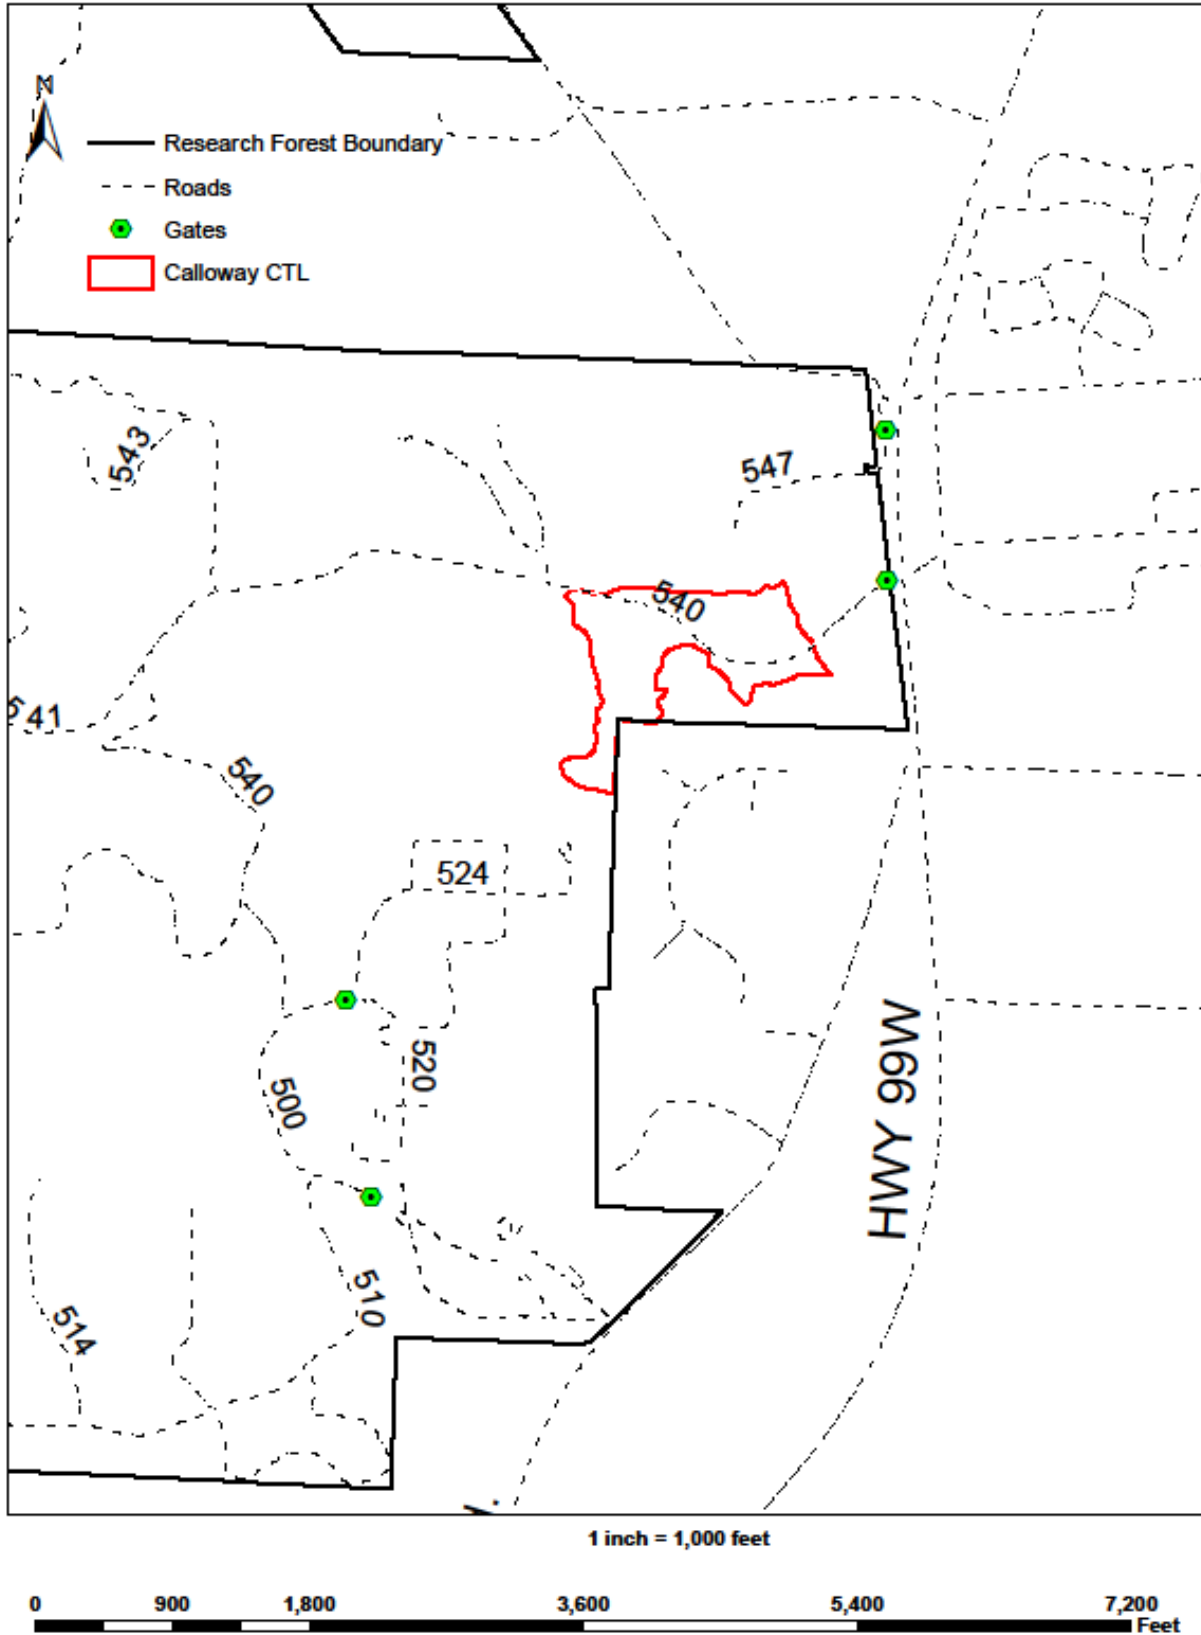 N
Research Forest Boundary
Roads
Gates
Calloway CTL
543
547
540
541
540
524
520
500
HWY 99W
510
514
1 inch = 1,000 feet
0 900 1,800 3,600 5,400 7,200
Feet